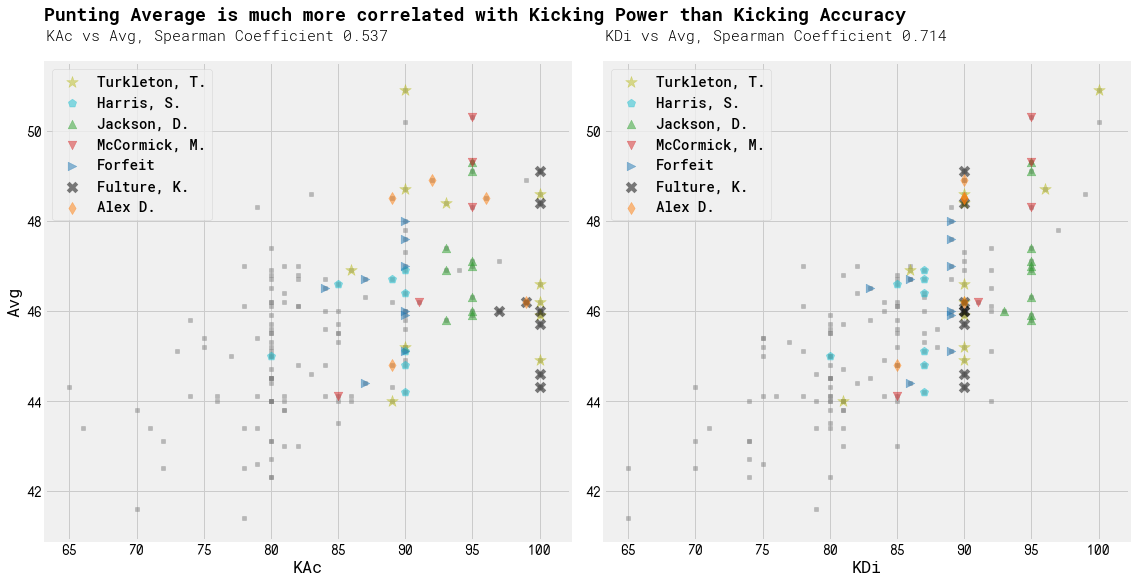 Punting Average is much more correlated with Kicking Power than Kicking Accuracy
KAc vs Avg, Spearman Coefficient 0.537
Turkleton, T.
Harris, S.
Jackson, D.
McCormick, M.
Forfeit
Fulture, K.
Alex D.
50
48
46
44
42
Avg
65 70 75 80 85 90 95 100
KAc
KDi vs Avg, Spearman Coefficient 0.714
Turkleton, T.
Harris, S.
Jackson, D.
McCormick, M.
Forfeit
Fulture, K.
Alex D.
50
48
46
44
42
65 70 75 80 85 90 95 100
KDi